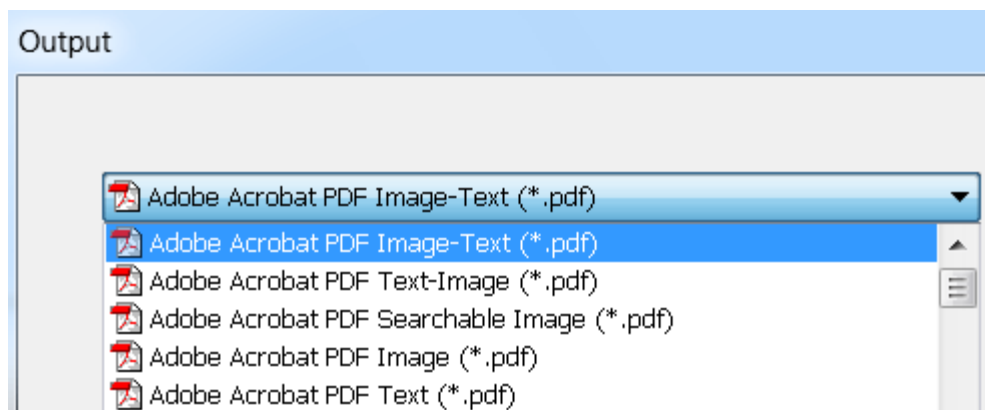 Output
Adobe Acrobat PDF Image-Text (*.pdf)
Adobe Acrobat PDF Image-Text (*.pdf)
Adobe Acrobat PDF Text-Image (*.pdf)
Adobe Acrobat PDF Searchable Image (*.pdf)
Adobe Acrobat PDF Image (*.pdf)
Adobe Acrobat PDF Text (*.pdf)